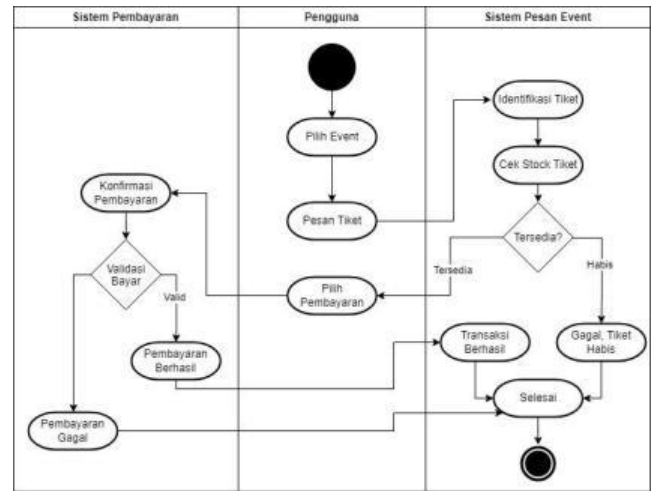 Sistem Pembayaran
Pengguna
Sistem Pesan Event
Identifikasi Tiket
Pilih Event
Cek Stock Tiket
Konfirmasi
Pembayaran
Pesan Tiket
Tersedia?
Validasi
Bayar
Tersedia
Habis
Valid
Pilih
Pembayaran
Transaksi
Berhasil
Gagal, Tiket
Habis
Pembayaran
Berhasil
Selesai
Pembayaran
Gagal